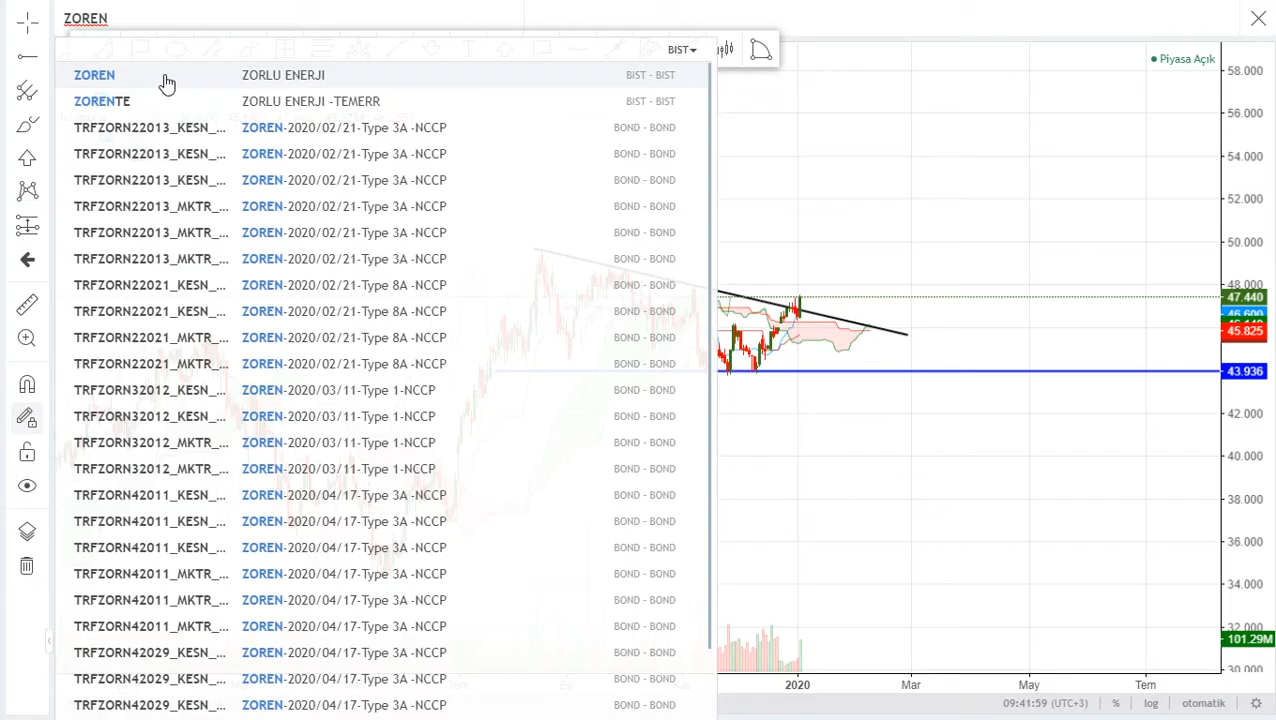 ZOREN
BIST
ZOREN ZORLU ENERJI BIST - BIST
ZORENTE ZORLU ENERJI -TEMERR BIST - BIST
TRFZORN22013_KESN_... ZOREN-2020/02/21-Type 3A -NCCP BOND - BOND
TRFZORN22013_KESN_... ZOREN-2020/02/21-Type 3A -NCCP BOND - BOND
TRFZORN22013_KESN_... ZOREN-2020/02/21-Type 3A -NCCP BOND - BOND
TRFZORN22013_MKTR_... ZOREN-2020/02/21-Type 3A -NCCP BOND - BOND
TRFZORN22013_MKTR_... ZOREN-2020/02/21-Type 3A -NCCP BOND - BOND
TRFZORN22013_MKTR_... ZOREN-2020/02/21-Type 3A -NCCP BOND - BOND
TRFZORN22021_KESN_... ZOREN-2020/02/21-Type 8A -NCCP BOND - BOND
TRFZORN22021_KESN_... ZOREN-2020/02/21-Type 8A -NCCP BOND - BOND
TRFZORN22021_MKTR_... ZOREN-2020/02/21-Type 8A -NCCP BOND - BOND
TRFZORN22021_MKTR_... ZOREN-2020/02/21-Type 8A -NCCP BOND - BOND
TRFZORN32012_KESN_... ZOREN-2020/03/11-Type 1-NCCP BOND - BOND
TRFZORN32012_KESN_... ZOREN-2020/03/11-Type 1-NCCP BOND - BOND
TRFZORN32012_MKTR_... ZOREN-2020/03/11-Type 1-NCCP BOND - BOND
TRFZORN32012_MKTR_... ZOREN-2020/03/11-Type 1-NCCP BOND - BOND
TRFZORN42011_KESN_... ZOREN-2020/04/17-Type 3A -NCCP BOND - BOND
TRFZORN42011_KESN_... ZOREN-2020/04/17-Type 3A -NCCP BOND - BOND
TRFZORN42011_KESN_... ZOREN-2020/04/17-Type 3A -NCCP BOND - BOND
TRFZORN42011_MKTR_... ZOREN-2020/04/17-Type 3A -NCCP BOND - BOND
TRFZORN42011_MKTR_... ZOREN-2020/04/17-Type 3A -NCCP BOND - BOND
TRFZORN42011_MKTR_... ZOREN-2020/04/17-Type 3A -NCCP BOND - BOND
TRFZORN42029_KESN_... ZOREN-2020/04/17-Type 3A -NCCP BOND - BOND
TRFZORN42029_KESN_... ZOREN-2020/04/17-Type 3A -NCCP BOND - BOND
TRFZORN42029_KESN_... ZOREN-2020/04/17-Type 3A -NCCP BOND - BOND
Piyasa Açık
58.000
56.000
54.000
52.000
50.000
48.000
47.440
46.600
45.825
43.936
42.000
40.000
38.000
36.000
34.000
32.000
101.29M
30.000
Tem Eyl 2020 Mar May Tem
09:41:59 (UTC+3) % log otomatik